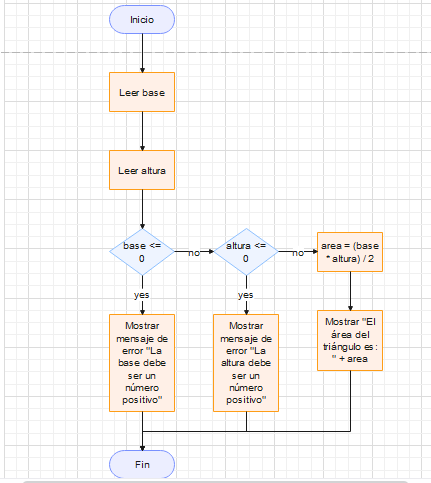 Inicio
Leer base
Leer altura
base <=
0
no
altura <=
0
no
area = (base
* altura) / 2
yes
yes
Mostrar
mensaje de
error "La
base debe
ser un
número
positivo"
Mostrar
mensaje de
error "La
altura debe
ser un
número
positivo"
Mostrar "El
área del
triángulo es:
" + area
Fin